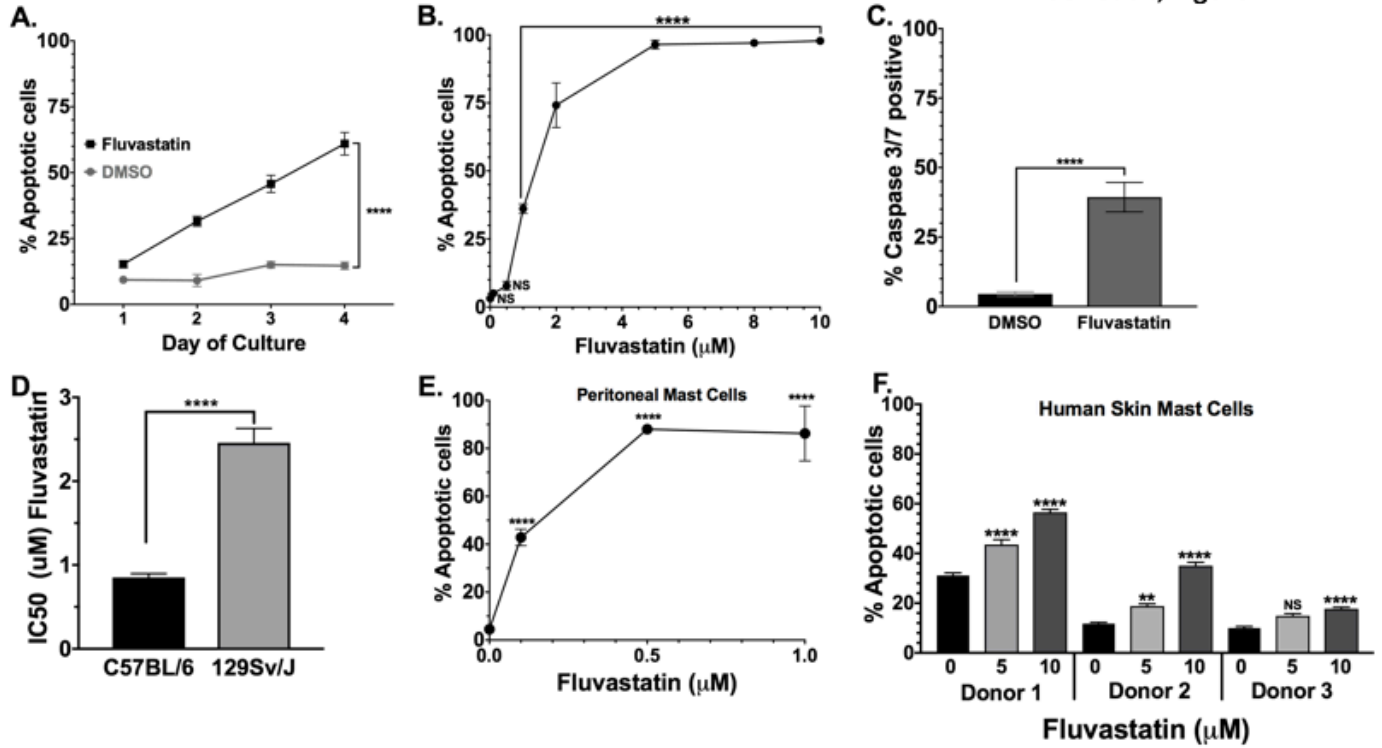 A.
100
75
50
25
0
% Apoptotic cells
Fluvastatin
DMSO
****
1 2 3 4
Day of Culture
B.
****
100
75
50
25
0
% Apoptotic cells
NS
NS
0 2 4 6 8 10
Fluvastatin (μM)
C.
100
75
50
25
0
% Caspase 3/7 positive
****
DMSO Fluvastatin
D.
3
2
1
0
IC50 (uM) Fluvastatin
****
C57BL/6 129Sv/J
E.
Peritoneal Mast Cells
100
80
60
40
20
0
% Apoptotic cells
****
****
****
0.0 0.5 1.0
Fluvastatin (μM)
F.
Human Skin Mast Cells
100
80
60
40
20
0
% Apoptotic cells
****
****
**
****
NS
****
0 5 10 0 5 10 0 5 10
Donor 1 Donor 2 Donor 3
Fluvastatin (μM)